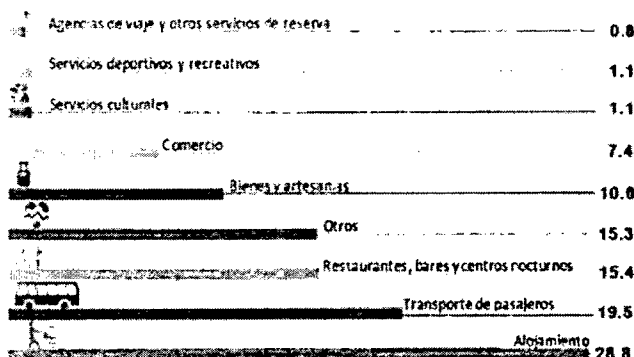 Agencias de viaje y otros servicios de reserva 0.8
Servicios deportivos y recreativos 1.1
Servicios culturales 1.1
Comercio 7.4
Bienes y artesanías 10.6
Otros 15.3
Restaurantes, bares y centros nocturnos 15.4
Transporte de pasajeros 19.5
Alojamiento 28.8